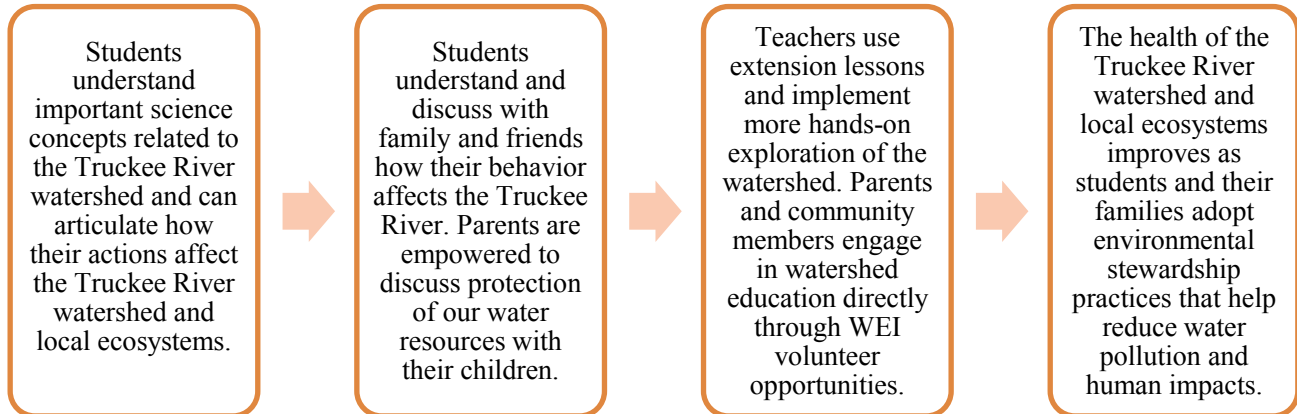 Students
understand
important science
concepts related to
the Truckee River
watershed and can
articulate how
their actions affect
the Truckee River
watershed and
local ecosystems.
Students
understand and
discuss with
family and friends
how their behavior
affects the Truckee
River. Parents are
empowered to
discuss protection
of our water
resources with
their children.
Teachers use
extension lessons
and implement
more hands-on
exploration of the
watershed. Parents
and community
members engage
in watershed
education directly
through WEI
volunteer
opportunities.
The health of the
Truckee River
watershed and
local ecosystems
improves as
students and their
families adopt
environmental
stewardship
practices that help
reduce water
pollution and
human impacts.